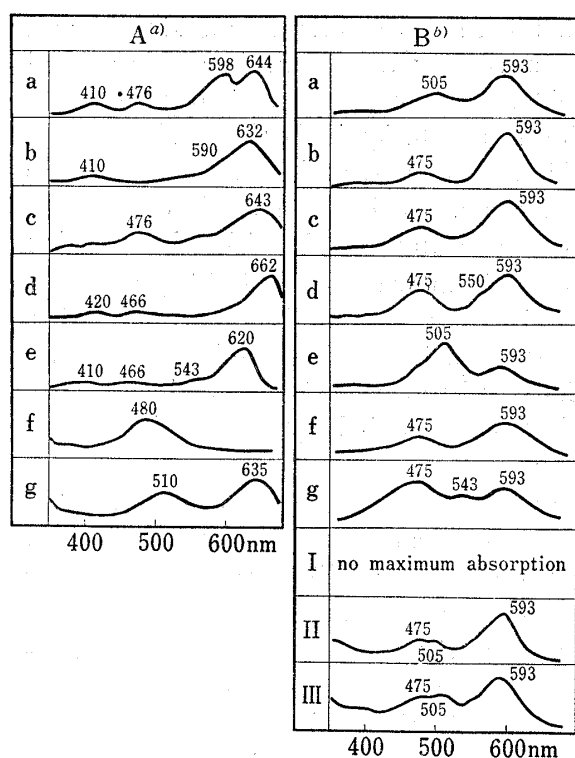 A a)
a 410 476 598 644
b 410 590 632
c 476 643
d 420 466 662
e 410 466 543 620
f 480
g 510 635
400 500 600nm
B b)
a 505 593
b 475 593
c 475 593
d 475 550 593
e 505 593
f 475 593
g 475 543 593
I no maximum absorption
II 475 505 593
III 475 505 593
400 500 600nm